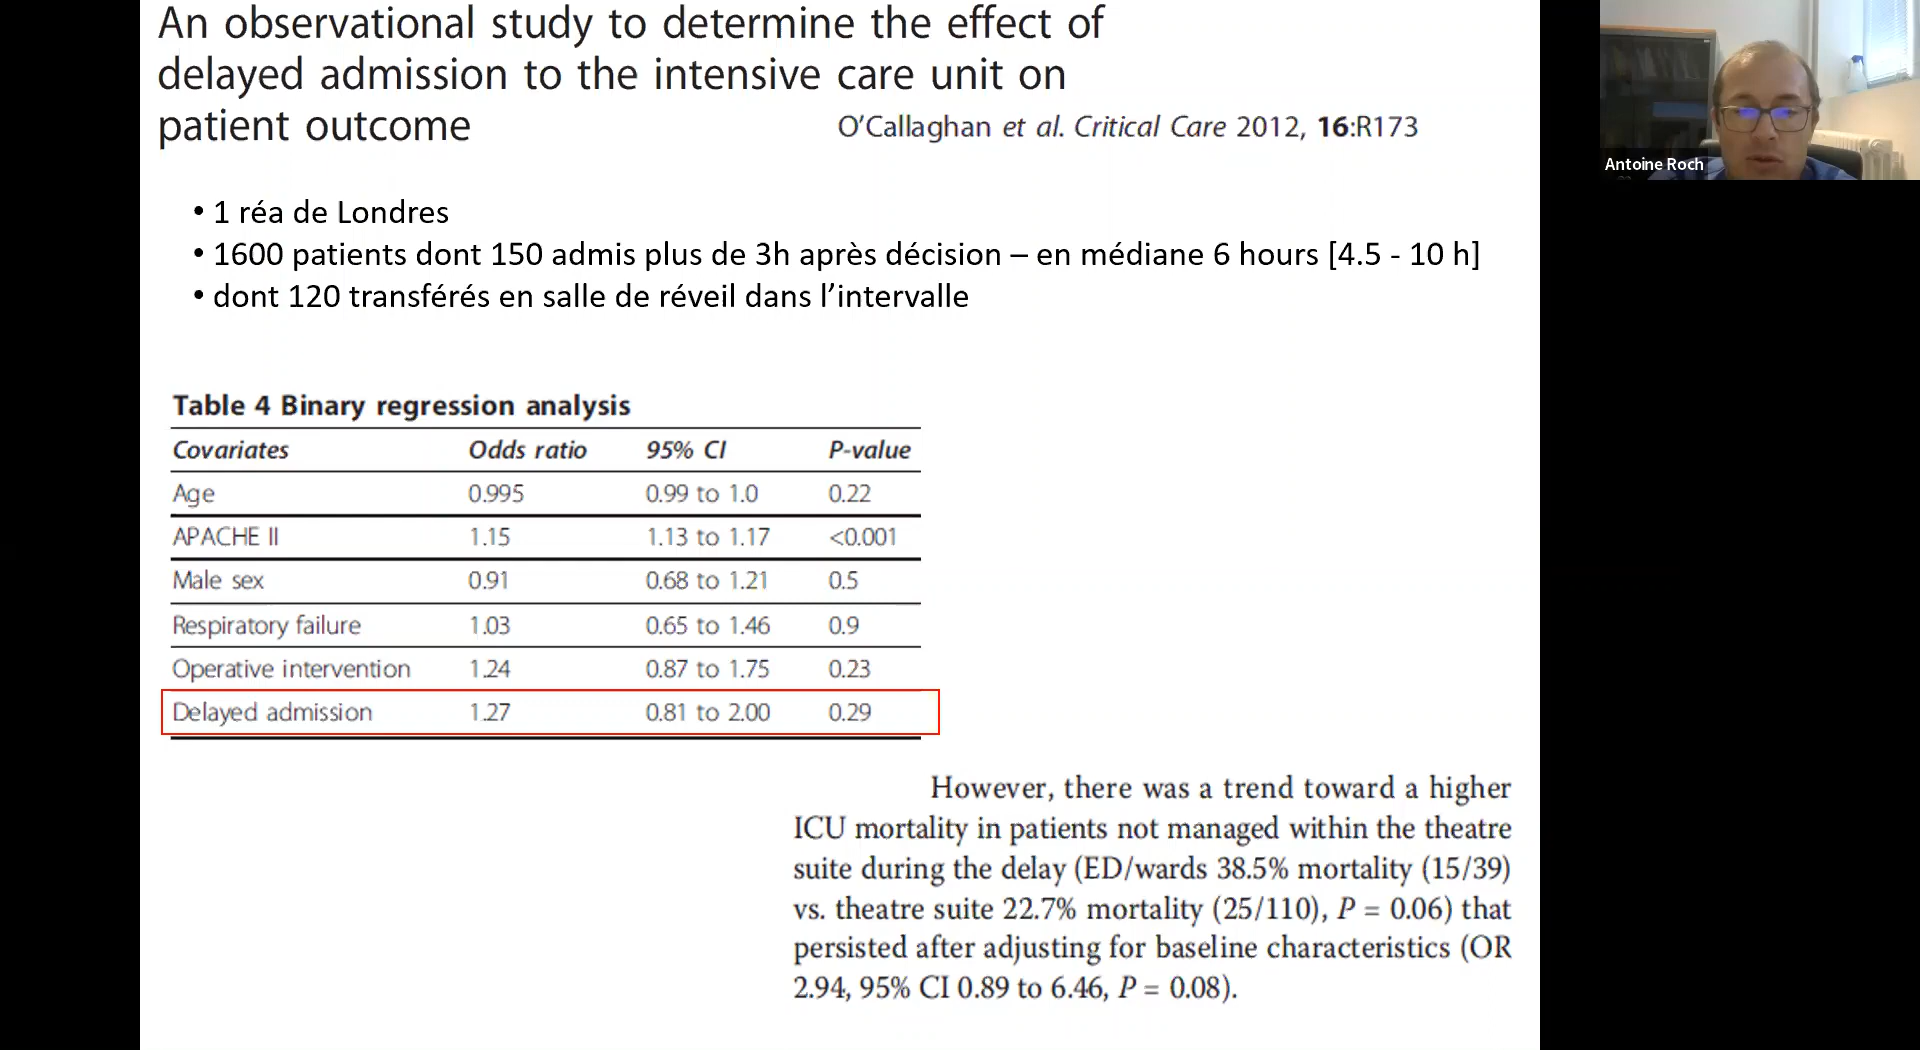 An observational study to determine the effect of
delayed admission to the intensive care unit on
patient outcome
O'Callaghan et al. Critical Care 2012, 16:R173
Antoine Roch
• 1 réa de Londres
• 1600 patients dont 150 admis plus de 3h après décision – en médiane 6 hours [4.5 - 10 h]
• dont 120 transférés en salle de réveil dans l’intervalle
Table 4 Binary regression analysis
Covariates Odds ratio 95% CI P-value
Age 0.995 0.99 to 1.0 0.22
APACHE II 1.15 1.13 to 1.17 <0.001
Male sex 0.91 0.68 to 1.21 0.5
Respiratory failure 1.03 0.65 to 1.46 0.9
Operative intervention 1.24 0.87 to 1.75 0.23
Delayed admission 1.27 0.81 to 2.00 0.29
However, there was a trend toward a higher
ICU mortality in patients not managed within the theatre
suite during the delay (ED/wards 38.5% mortality (15/39)
vs. theatre suite 22.7% mortality (25/110), P = 0.06) that
persisted after adjusting for baseline characteristics (OR
2.94, 95% CI 0.89 to 6.46, P = 0.08).